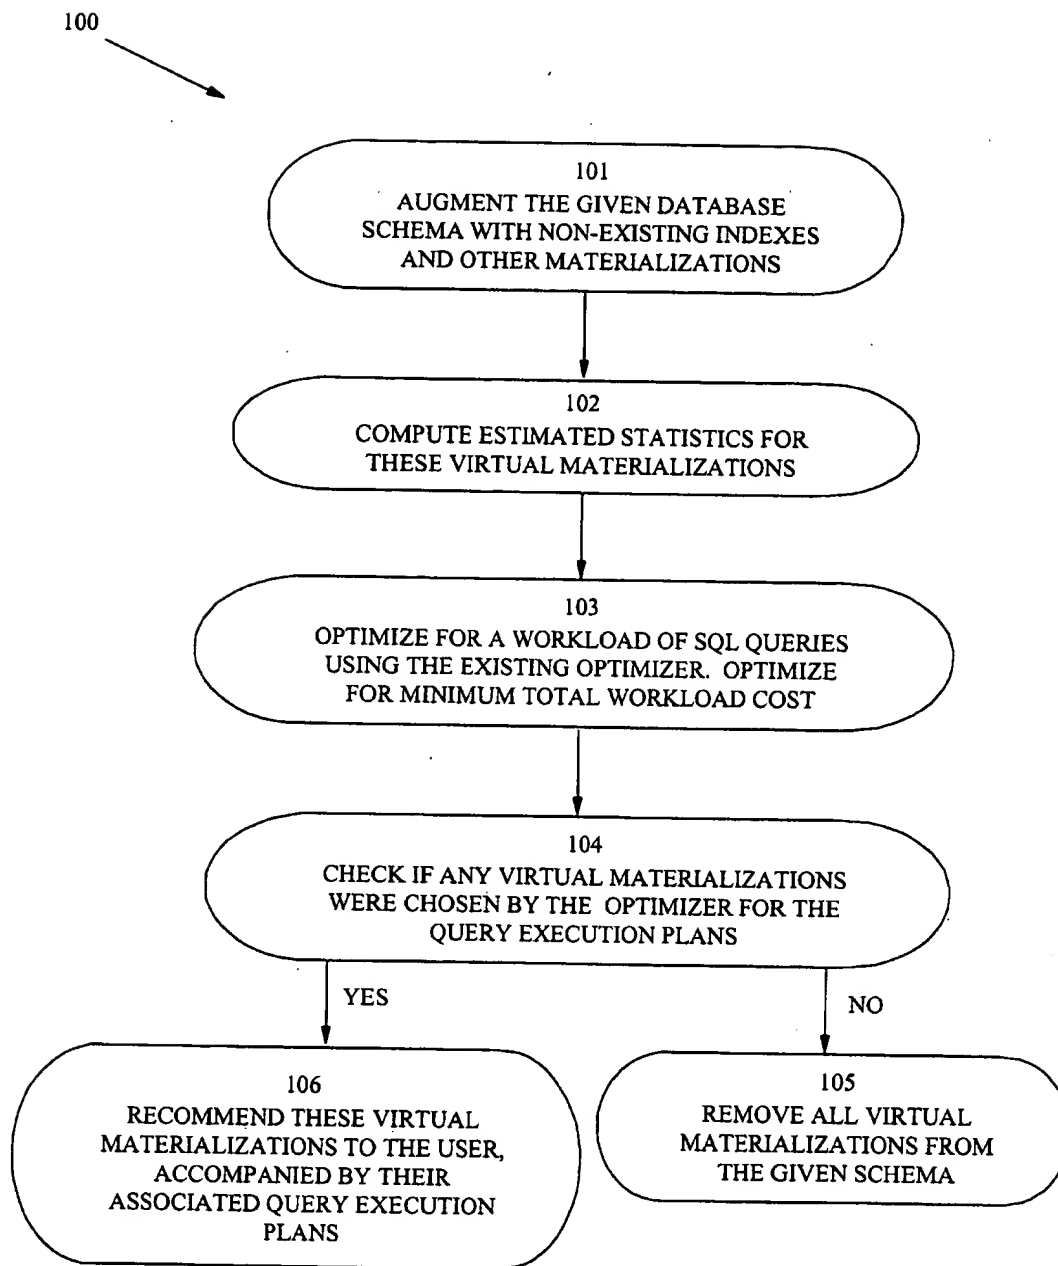 100
101
AUGMENT THE GIVEN DATABASE
SCHEMA WITH NON-EXISTING INDEXES
AND OTHER MATERIALIZATIONS
102
COMPUTE ESTIMATED STATISTICS FOR
THESE VIRTUAL MATERIALIZATIONS
103
OPTIMIZE FOR A WORKLOAD OF SQL QUERIES
USING THE EXISTING OPTIMIZER. OPTIMIZE
FOR MINIMUM TOTAL WORKLOAD COST
104
CHECK IF ANY VIRTUAL MATERIALIZATIONS
WERE CHOSEN BY THE OPTIMIZER FOR THE
QUERY EXECUTION PLANS
YES
NO
106
RECOMMEND THESE VIRTUAL
MATERIALIZATIONS TO THE USER,
ACCOMPANIED BY THEIR
ASSOCIATED QUERY EXECUTION
PLANS
105
REMOVE ALL VIRTUAL
MATERIALIZATIONS FROM
THE GIVEN SCHEMA